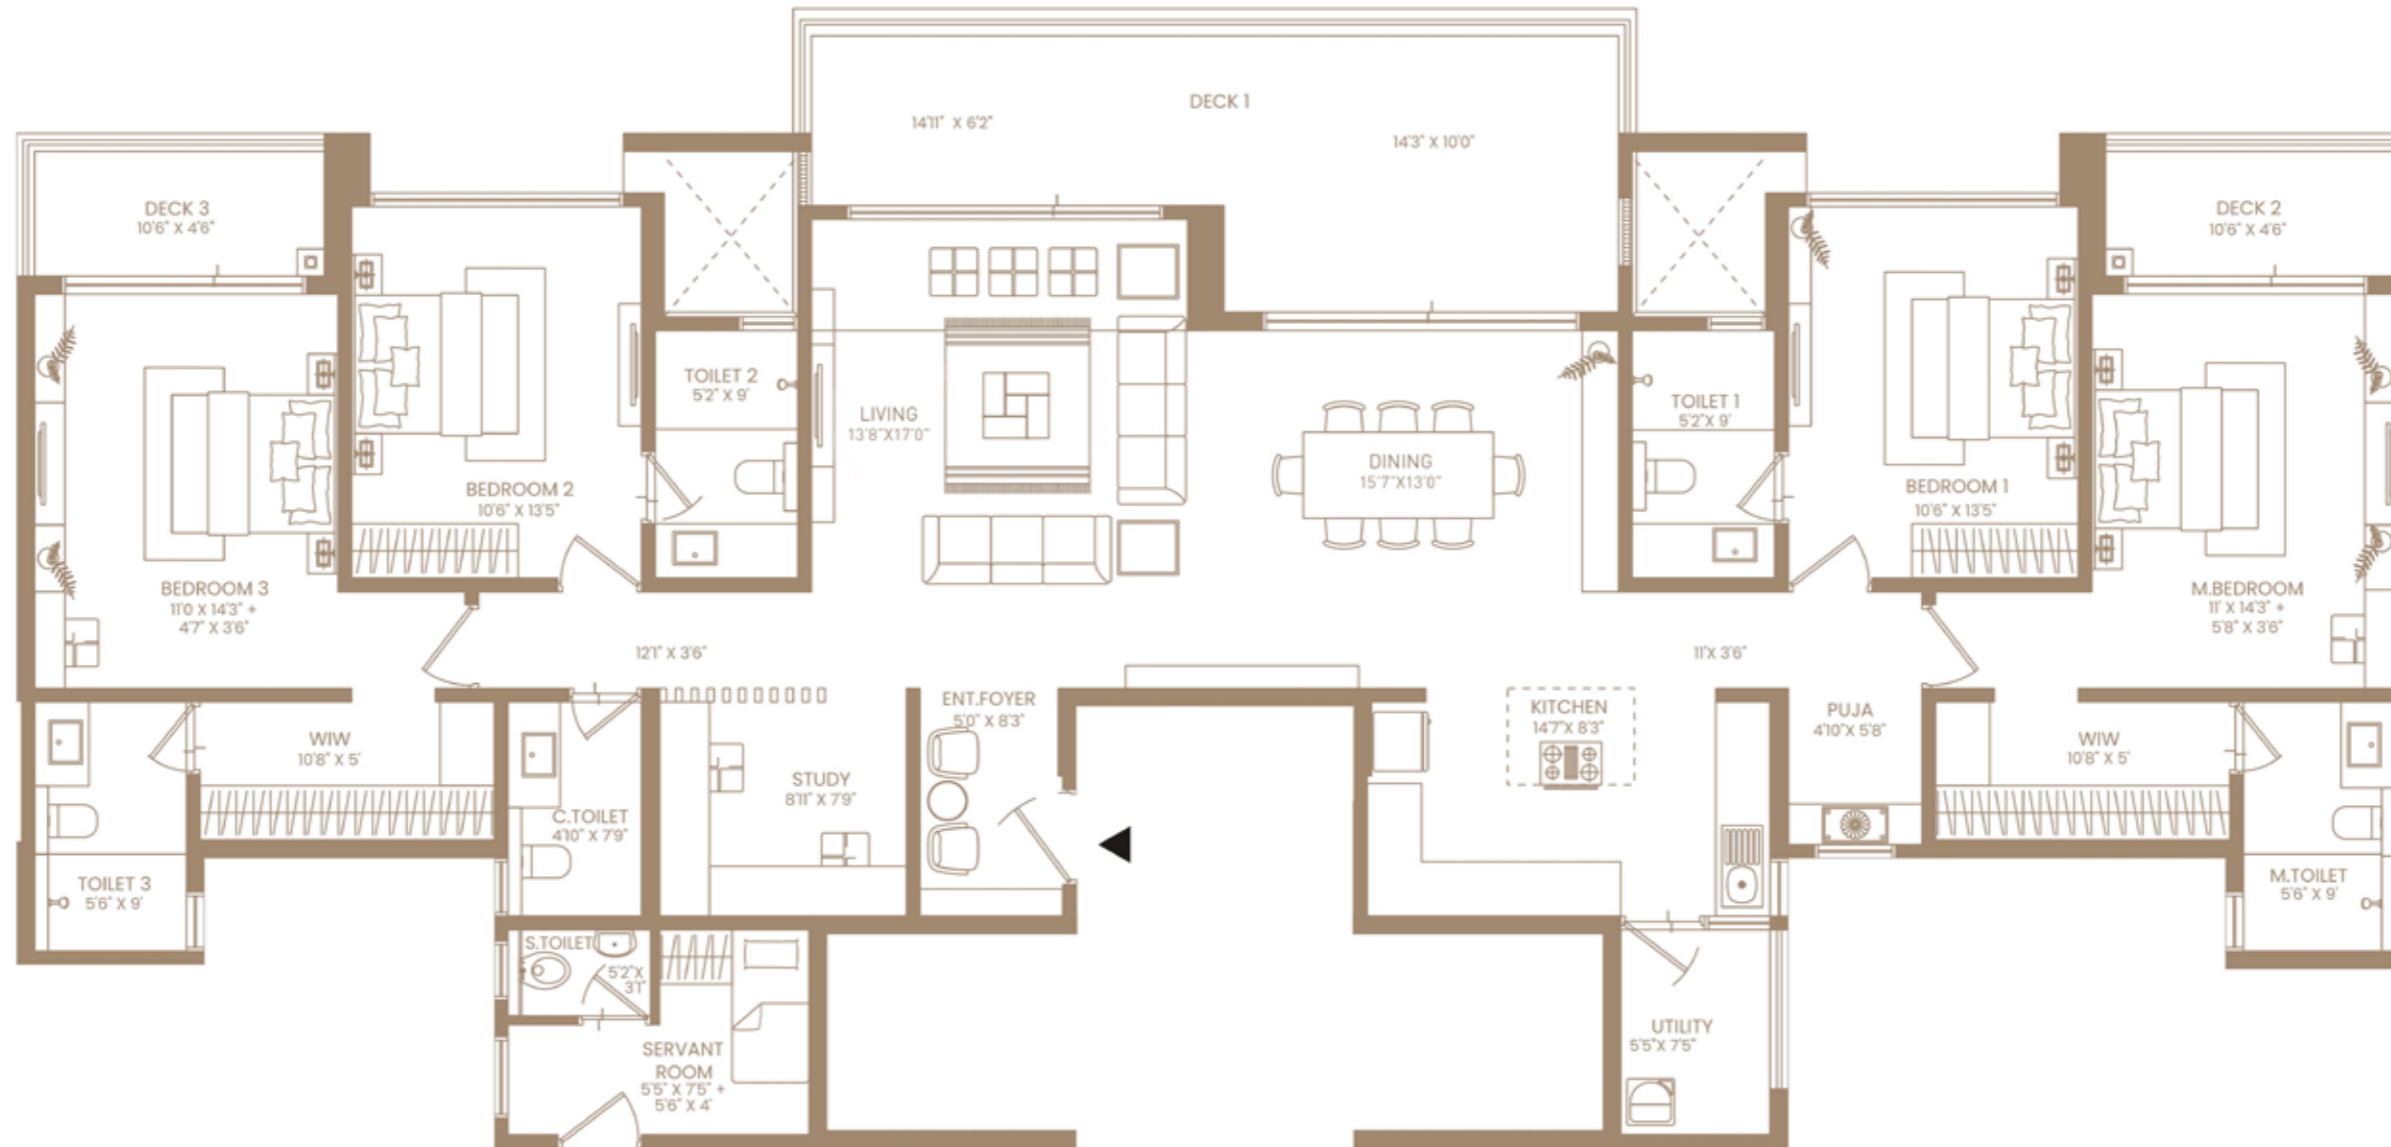 DECK 1
14'11" X 6'2"
14'3" X 10'0"
DECK 3
10'6" X 4'6"
DECK 2
10'6" X 4'6"
TOILET 2
5'2" X 9'
LIVING
13'8"X17'0"
DINING
15'7"X13'0"
TOILET 1
5'2"X 9'
BEDROOM 2
10'6" X 13'5"
BEDROOM 1
10'6" X 13'5"
BEDROOM 3
11'0 X 14'3" +
4'7" X 3'6"
M.BEDROOM
11' X 14'3" +
5'8" X 3'6"
12'1" X 3'6"
11'X 3'6"
ENT.FOYER
5'0" X 8'3"
KITCHEN
14'7"X 8'3"
PUJA
4'10"X 5'8"
WIW
10'8" X 5'
WIW
10'8" X 5'
STUDY
8'11" X 7'9"
C.TOILET
4'10" X 7'9"
TOILET 3
5'6" X 9'
M.TOILET
5'6" X 9'
S.TOILET
5'2"X
3'1"
SERVANT
ROOM
5'5" X 7'5" +
5'6" X 4'
UTILITY
5'5"X 7'5"